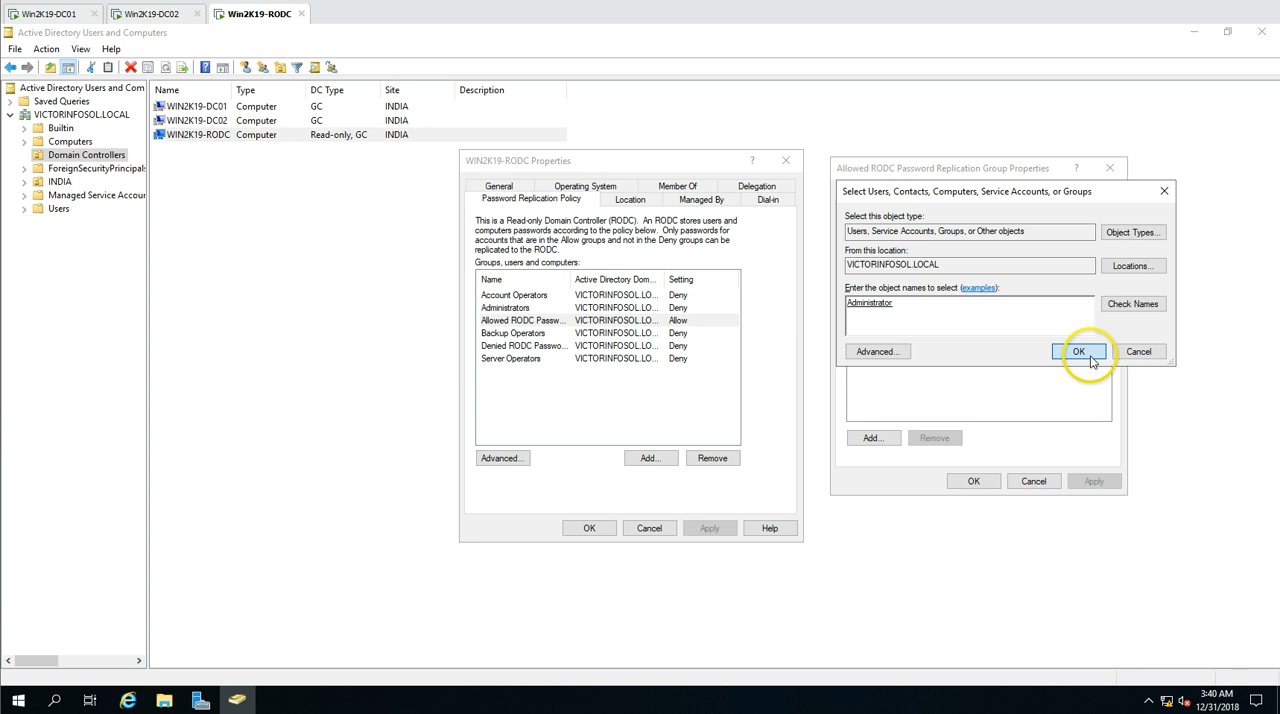 Win2K19-DC01
Win2K19-DC02
Win2K19-RODC
Active Directory Users and Computers
File Action View Help
Active Directory Users and Com
Saved Queries
VICTORINFOSOL.LOCAL
Builtin
Computers
Domain Controllers
ForeignSecurityPrincipals
INDIA
Managed Service Accour
Users
Name Type DC Type Site Description
WIN2K19-DC01 Computer GC INDIA
WIN2K19-DC02 Computer GC INDIA
WIN2K19-RODC Computer Read-only, GC INDIA
WIN2K19-RODC Properties
General Operating System Member Of Delegation
Password Replication Policy Location Managed By Dial-in
This is a Read-only Domain Controller (RODC). An RODC stores users and
computers passwords according to the policy below. Only passwords for
accounts that are in the Allow groups and not in the Deny groups can be
replicated to the RODC.
Groups, users and computers:
Name Active Directory Dom... Setting
Account Operators VICTORINFOSOL.LO... Deny
Administrators VICTORINFOSOL.LO... Deny
Allowed RODC Passw... VICTORINFOSOL.LO... Allow
Backup Operators VICTORINFOSOL.LO... Deny
Denied RODC Passwo... VICTORINFOSOL.LO... Deny
Server Operators VICTORINFOSOL.LO... Deny
Advanced... Add... Remove
OK Cancel Apply Help
Allowed RODC Password Replication Group Properties
Select Users, Contacts, Computers, Service Accounts, or Groups
Select this object type:
Users, Service Accounts, Groups, or Other objects Object Types...
From this location:
VICTORINFOSOL.LOCAL Locations...
Enter the object names to select (examples):
Administrator Check Names
Advanced... OK Cancel
Add... Remove
OK Cancel Apply
3:40 AM
12/31/2018